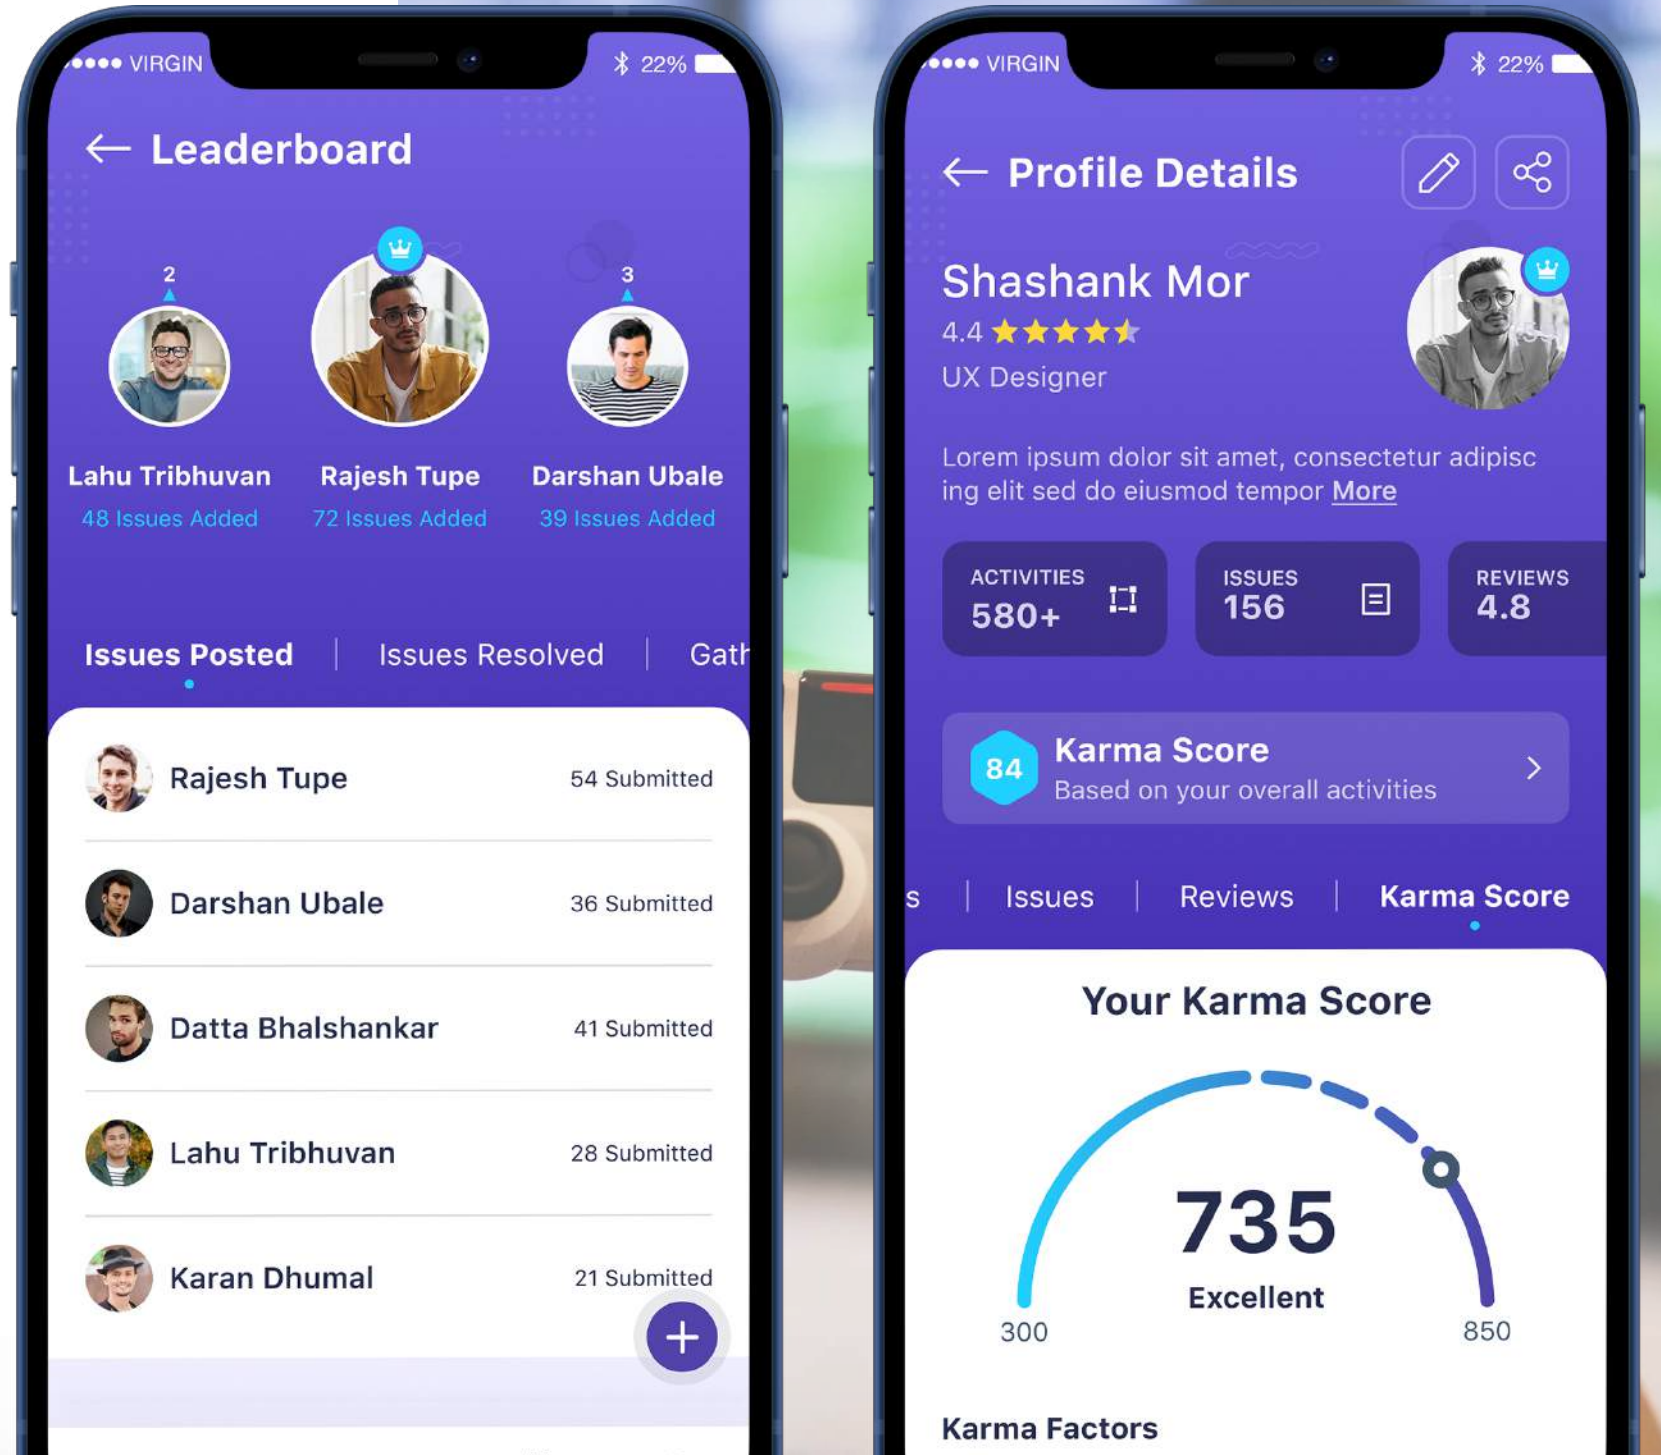 VIRGIN
22%
Leaderboard
2
3
Lahu Tribhuvan
48 Issues Added
Rajesh Tupe
72 Issues Added
Darshan Ubale
39 Issues Added
Issues Posted | Issues Resolved | Gath
Rajesh Tupe 54 Submitted
Darshan Ubale 36 Submitted
Datta Bhalshankar 41 Submitted
Lahu Tribhuvan 28 Submitted
Karan Dhumal 21 Submitted
+
VIRGIN
22%
Profile Details
Shashank Mor
4.4
UX Designer
Lorem ipsum dolor sit amet, consectetur adipisc
ing elit sed do eiusmod tempor More
ACTIVITIES
580+
ISSUES
156
REVIEWS
4.8
84
Karma Score
Based on your overall activities
s | Issues | Reviews | Karma Score
Your Karma Score
735
Excellent
300
850
Karma Factors